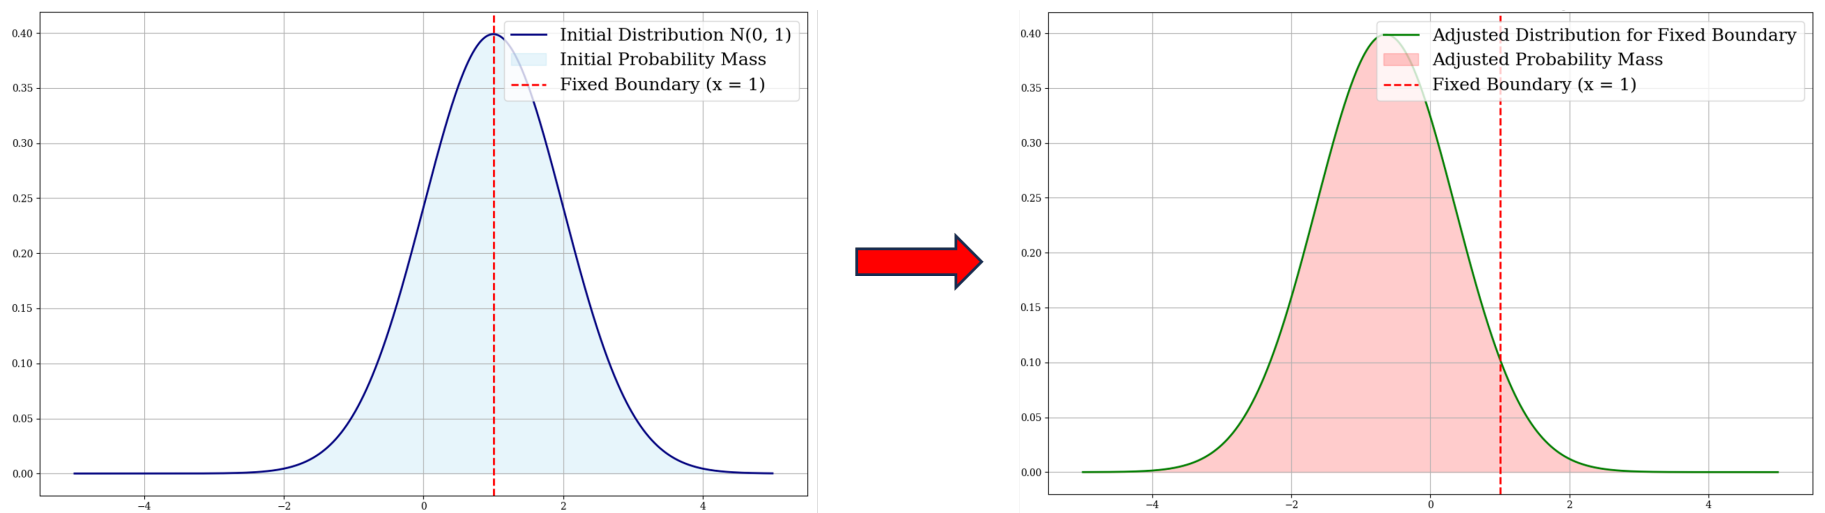 Initial Distribution N(0, 1)
Initial Probability Mass
Fixed Boundary (x = 1)
0.40
0.35
0.30
0.25
0.20
0.15
0.10
0.05
0.00
−4 −2 0 2 4
Adjusted Distribution for Fixed Boundary
Adjusted Probability Mass
Fixed Boundary (x = 1)
0.40
0.35
0.30
0.25
0.20
0.15
0.10
0.05
0.00
−4 −2 0 2 4